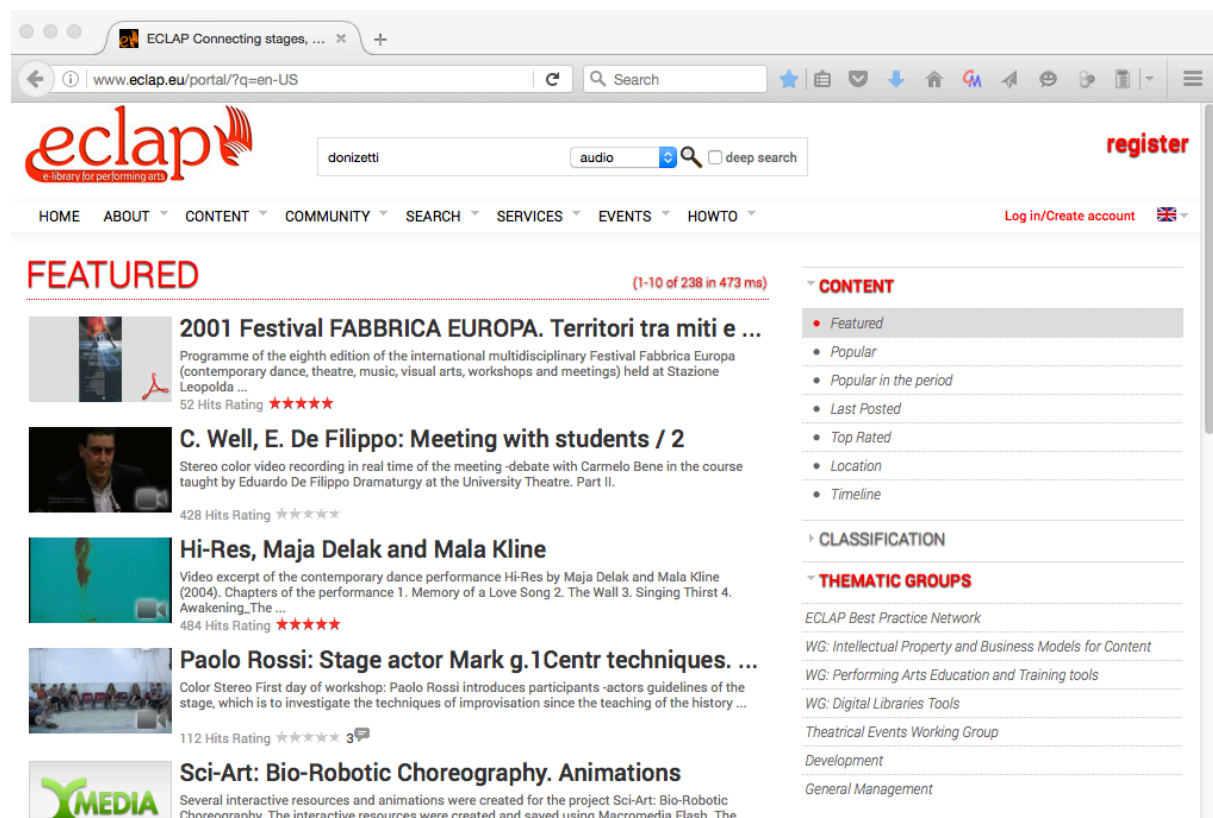 ECLAP Connecting stages, ...
www.eclap.eu/portal/?q=en-US
Search
eclap
e-library for performing arts
donizetti
audio
deep search
register
HOME ABOUT CONTENT COMMUNITY SEARCH SERVICES EVENTS HOWTO
Log in/Create account
FEATURED
(1-10 of 238 in 473 ms)
2001 Festival FABBRICA EUROPA. Territori tra miti e ...
Programme of the eighth edition of the international multidisciplinary Festival Fabbrica Europa
(contemporary dance, theatre, music, visual arts, workshops and meetings) held at Stazione
Leopolda ...
52 Hits Rating
C. Well, E. De Filippo: Meeting with students / 2
Stereo color video recording in real time of the meeting -debate with Carmelo Bene in the course
taught by Eduardo De Filippo Dramaturgy at the University Theatre. Part II.
428 Hits Rating
Hi-Res, Maja Delak and Mala Kline
Video excerpt of the contemporary dance performance Hi-Res by Maja Delak and Mala Kline
(2004). Chapters of the performance 1. Memory of a Love Song 2. The Wall 3. Singing Thirst 4.
Awakening_The ...
484 Hits Rating
Paolo Rossi: Stage actor Mark g.1Centr techniques. ...
Color Stereo First day of workshop: Paolo Rossi introduces participants -actors guidelines of the
stage, which is to investigate the techniques of improvisation since the teaching of the history ...
112 Hits Rating 3
Sci-Art: Bio-Robotic Choreography. Animations
XMEDIA
Several interactive resources and animations were created for the project Sci-Art: Bio-Robotic
Choreography. The interactive resources were created and saved using Macromedia Flash. The
CONTENT
Featured
Popular
Popular in the period
Last Posted
Top Rated
Location
Timeline
CLASSIFICATION
THEMATIC GROUPS
ECLAP Best Practice Network
WG: Intellectual Property and Business Models for Content
WG: Performing Arts Education and Training tools
WG: Digital Libraries Tools
Theatrical Events Working Group
Development
General Management